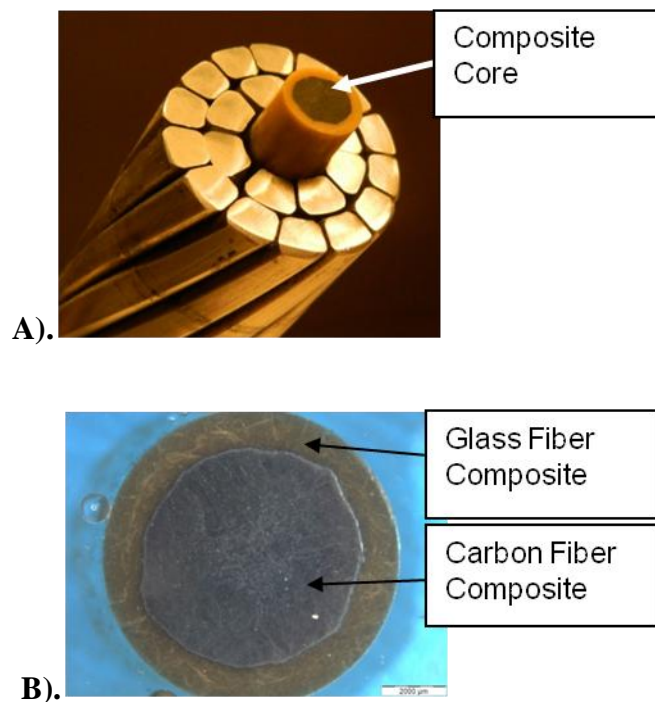 Composite
Core
A).
Glass Fiber
Composite
Carbon Fiber
Composite
2000 µm
B).